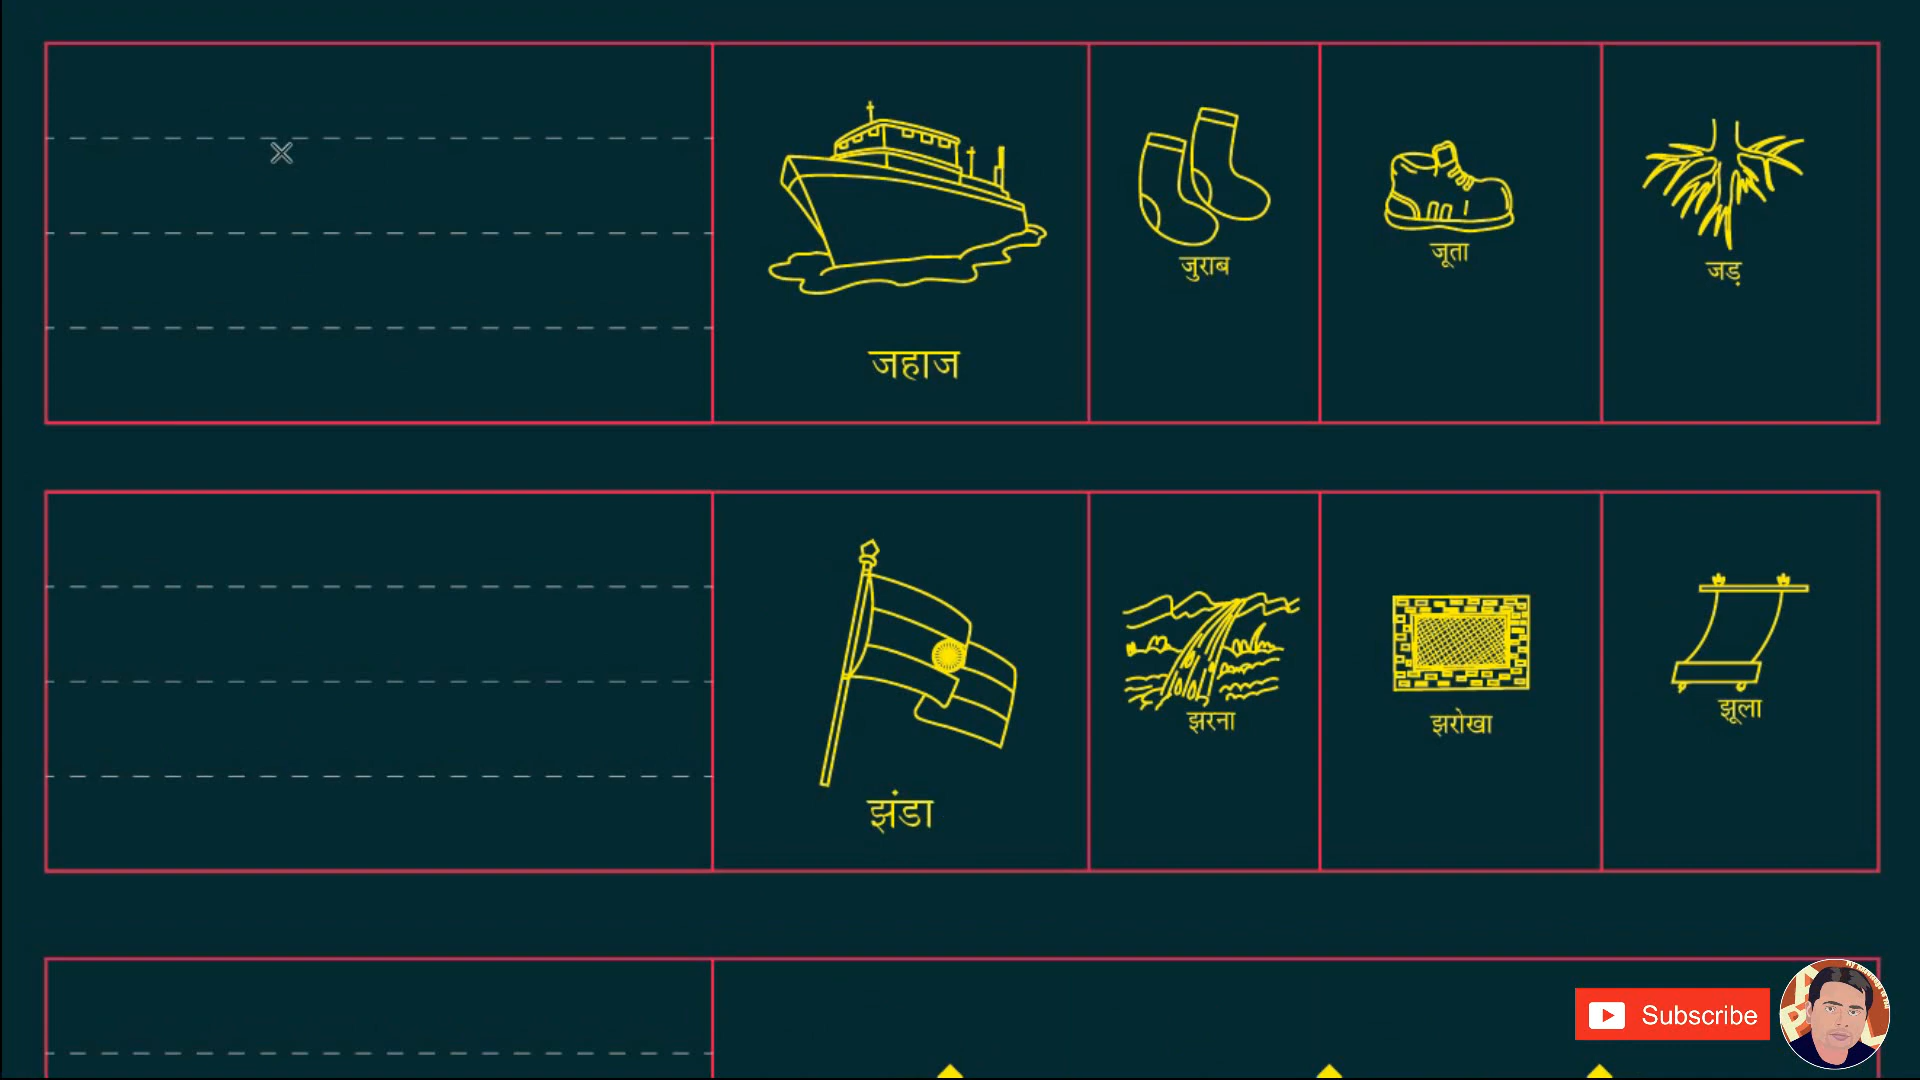 जहाज
जुराब
जूता
जड़
झंडा
झरना
झरोखा
झूला
Subscribe